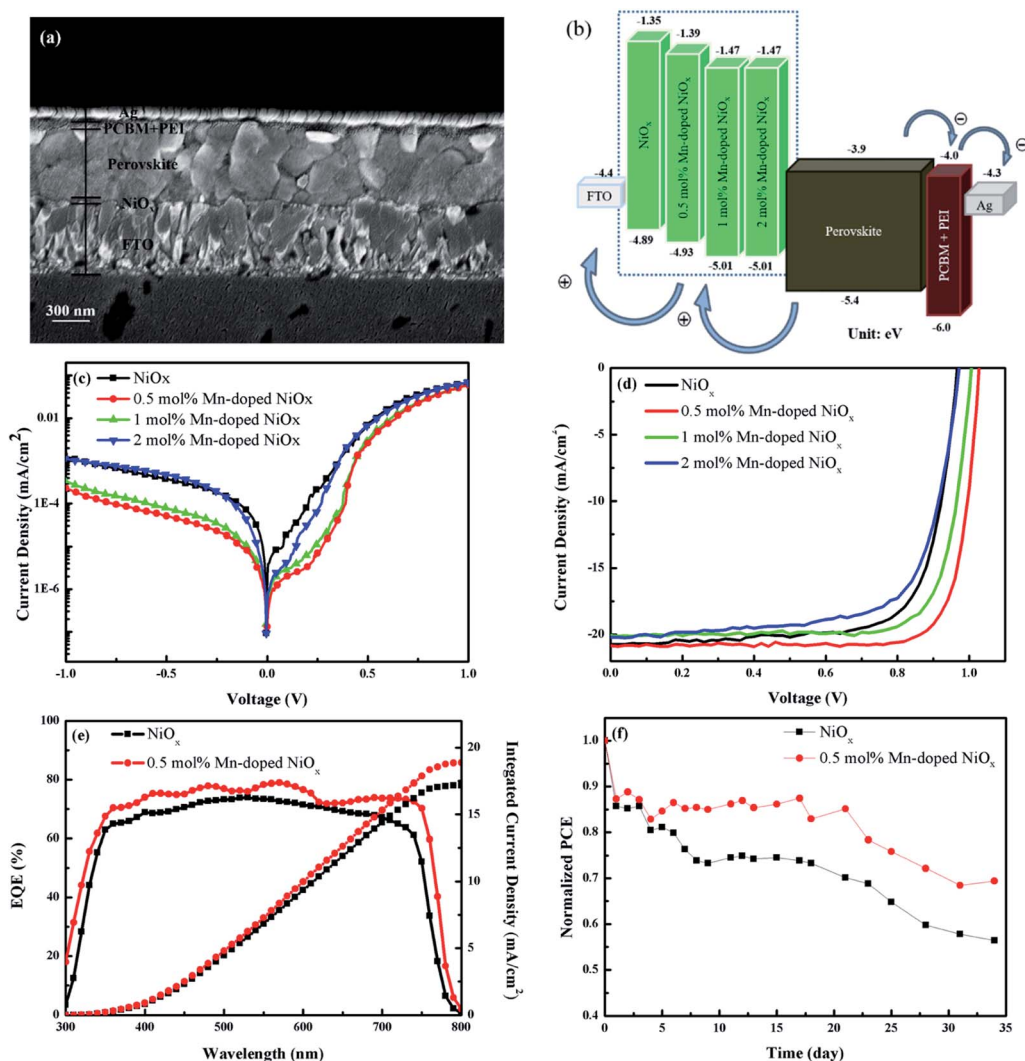 (a)
Ag
PCBM+PEI
Perovskite
NiOx
FTO
300 nm
(b)
-1.35
-1.39
-1.47
-1.47
NiOx
0.5 mol% Mn-doped NiOx
1 mol% Mn-doped NiOx
2 mol% Mn-doped NiOx
-4.4
FTO
-4.89
-4.93
-5.01
-5.01
-3.9
Perovskite
-5.4
-4.0
PCBM + PEI
-6.0
-4.3
Ag
⊖
⊖
⊕
⊕
Unit: eV
(c)
NiOx
0.5 mol% Mn-doped NiOx
1 mol% Mn-doped NiOx
2 mol% Mn-doped NiOx
Current Density (mA/cm2)
0.01
1E-4
1E-6
-1.0 -0.5 0.0 0.5 1.0
Voltage (V)
(d)
NiOx
0.5 mol% Mn-doped NiOx
1 mol% Mn-doped NiOx
2 mol% Mn-doped NiOx
Current Density (mA/cm2)
0
-5
-10
-15
-20
0.0 0.2 0.4 0.6 0.8 1.0
Voltage (V)
(e)
NiOx
0.5 mol% Mn-doped NiOx
EQE (%)
100
80
60
40
20
0
Integated Current Density (mA/cm2)
20
15
10
5
0
300 400 500 600 700 800
Wavelength (nm)
(f)
NiOx
0.5 mol% Mn-doped NiOx
Normalized PCE
1.0
0.9
0.8
0.7
0.6
0.5
0.4
0 5 10 15 20 25 30 35
Time (day)